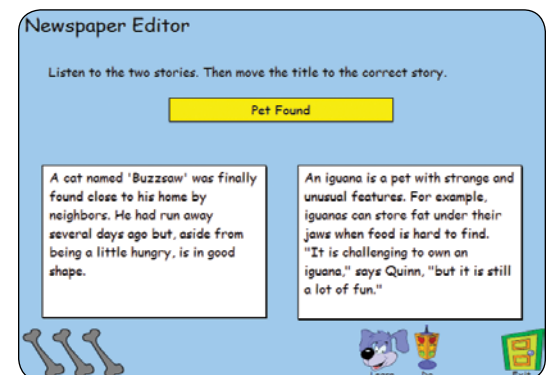 Newspaper Editor
Listen to the two stories. Then move the title to the correct story.
Pet Found
A cat named 'Buzzsaw' was finally
found close to his home by
neighbors. He had run away
several days ago but, aside from
being a little hungry, is in good
shape.
An iguana is a pet with strange and
unusual features. For example,
iguanas can store fat under their
jaws when food is hard to find.
"It is challenging to own an
iguana," says Quinn, "but it is still
a lot of fun."